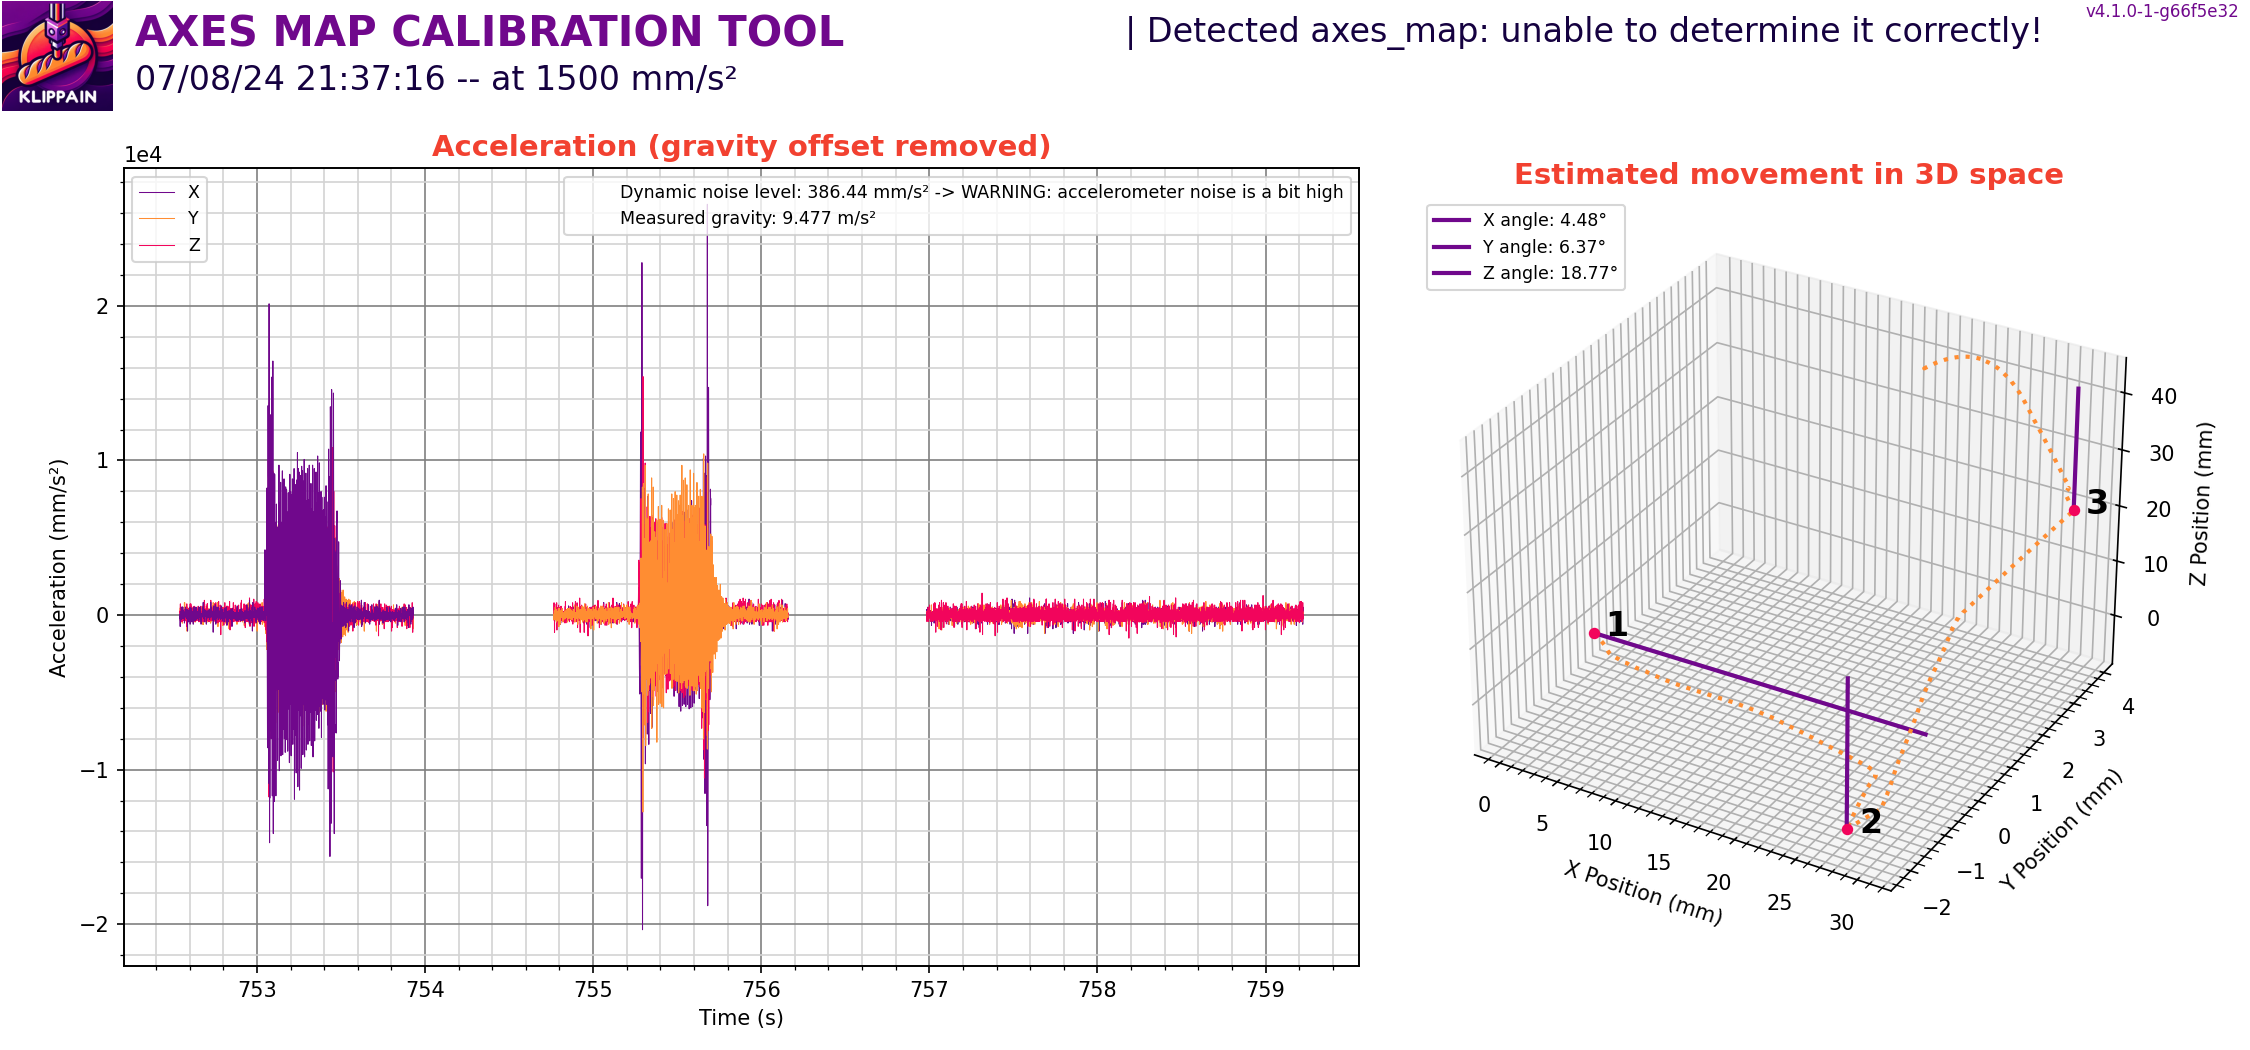 KLIPPAIN
AXES MAP CALIBRATION TOOL
07/08/24 21:37:16 -- at 1500 mm/s²
| Detected axes_map: unable to determine it correctly!
v4.1.0-1-g66f5e32
Acceleration (gravity offset removed)
1e4
X
Y
Z
Dynamic noise level: 386.44 mm/s² -> WARNING: accelerometer noise is a bit high
Measured gravity: 9.477 m/s²
Acceleration (mm/s²)
2
1
0
−1
−2
753 754 755 756 757 758 759
Time (s)
Estimated movement in 3D space
X angle: 4.48°
Y angle: 6.37°
Z angle: 18.77°
1
2
3
0 5 10 15 20 25 30
X Position (mm)
−2 −1 0 1 2 3 4
Y Position (mm)
0 10 20 30 40
Z Position (mm)